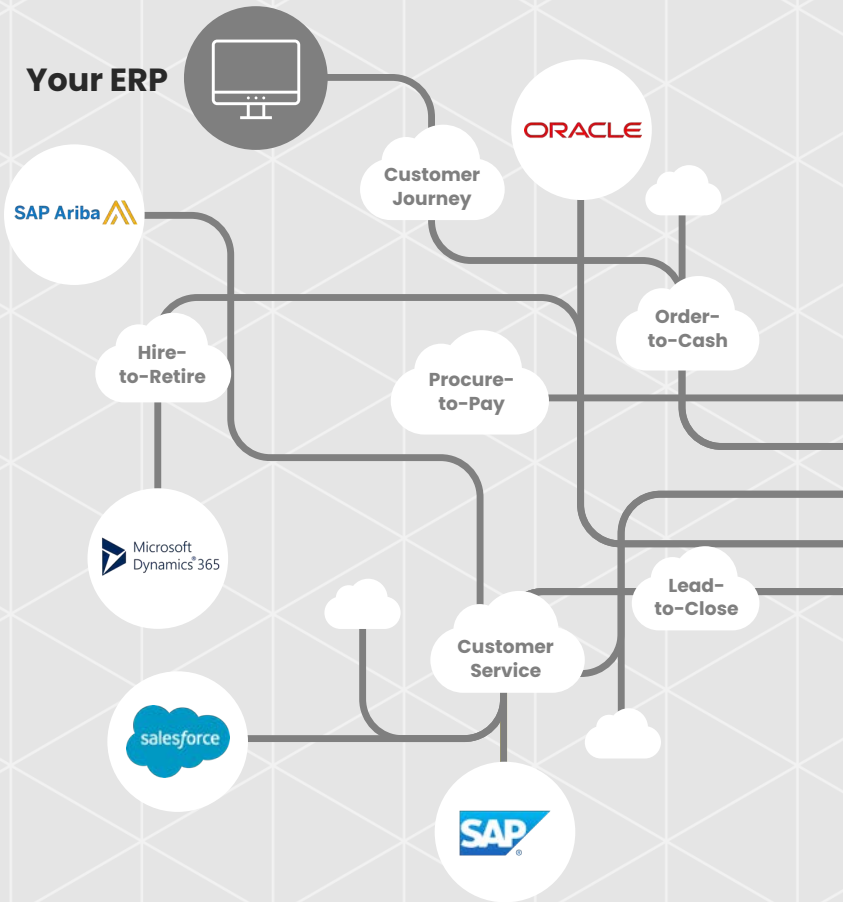 Your ERP
ORACLE
Customer
Journey
SAP Ariba
Order-
to-Cash
Hire-
to-Retire
Procure-
to-Pay
Microsoft
Dynamics® 365
Lead-
to-Close
Customer
Service
salesforce
SAP®